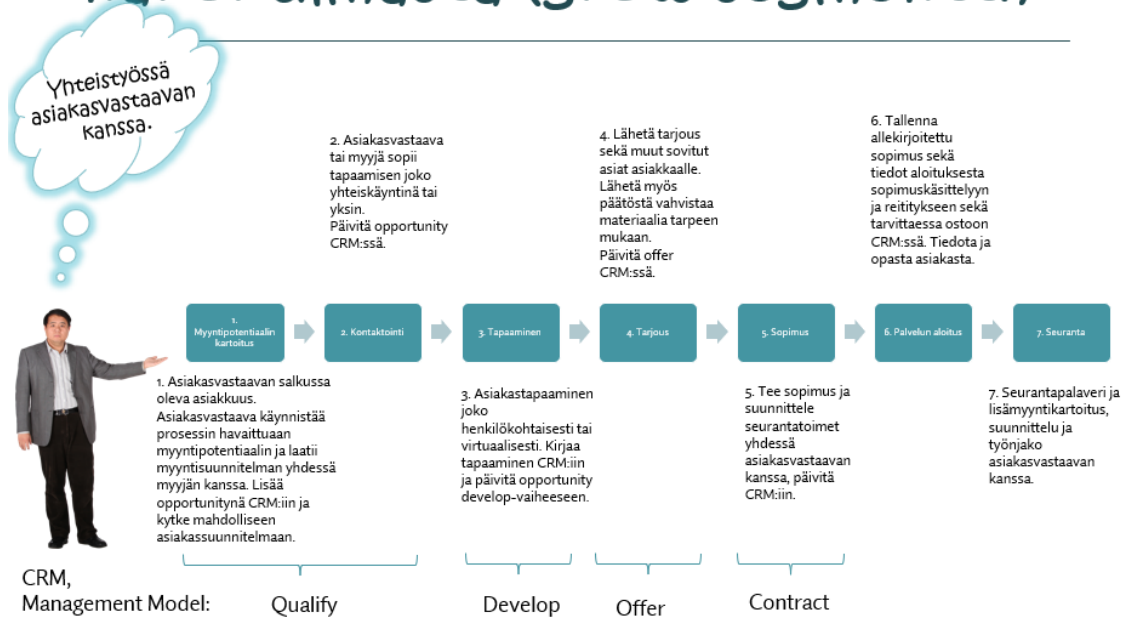 (grow segmentti)
Yhteistyössä
asiakasvastaavan
kanssa.
2. Asiakasvastaava
tai myyjä sopii
tapaamisen joko
yhteiskäyntinä tai
yksin.
Päivitä opportunity
CRM:ssä.
4. Lähetä tarjous
sekä muut sovitut
asiat asiakkaalle.
Lähetä myös
päätöstä vahvistaa
materiaalia tarpeen
mukaan.
Päivitä offer
CRM:ssä.
6. Tallenna
allekirjoitettu
sopimus sekä
tiedot aloituksesta
sopimuskäsittelyyn
ja reititykseen sekä
tarvittaessa ostoon
CRM:ssä. Tiedota ja
opasta asiakasta.
1.
Myyntipotentiaalin
kartoitus
2. Kontaktointi
3. Tapaaminen
4. Tarjous
5. Sopimus
6. Palvelun aloitus
7. Seuranta
1. Asiakasvastaavan salkussa
oleva asiakkuus.
Asiakasvastaava käynnistää
prosessin havaittuaan
myyntipotentiaalin ja laatii
myyntisuunnitelman yhdessä
myyjän kanssa. Lisää
opportunitynä CRM:iin ja
kytke mahdolliseen
asiakassuunnitelmaan.
3. Asiakastapaaminen
joko
henkilökohtaisesti tai
virtuaalisesti. Kirjaa
tapaaminen CRM:iin
ja päivitä opportunity
develop-vaiheeseen.
5. Tee sopimus ja
suunnittele
seurantatoimet
yhdessä
asiakasvastaavan
kanssa, päivitä
CRM:iin.
7. Seurantapalaveri ja
lisämyyntikartoitus,
suunnittelu ja
työnjako
asiakasvastaavan
kanssa.
CRM,
Management Model:
Qualify
Develop
Offer
Contract